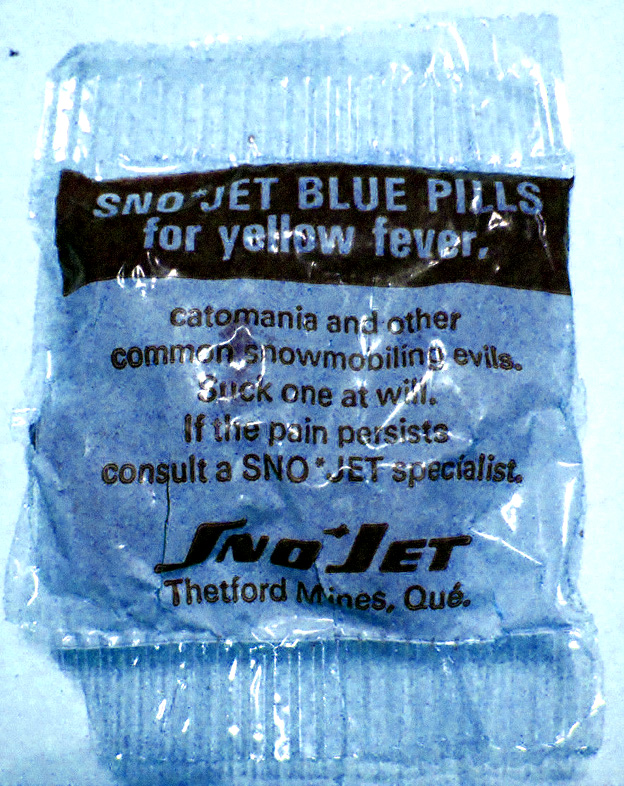 SNO*JET BLUE PILLS
for yellow fever,
catomania and other
common snowmobiling evils.
Suck one at will.
If the pain persists
consult a SNO*JET specialist.
SNO*JET
Thetford Mines, Qué.